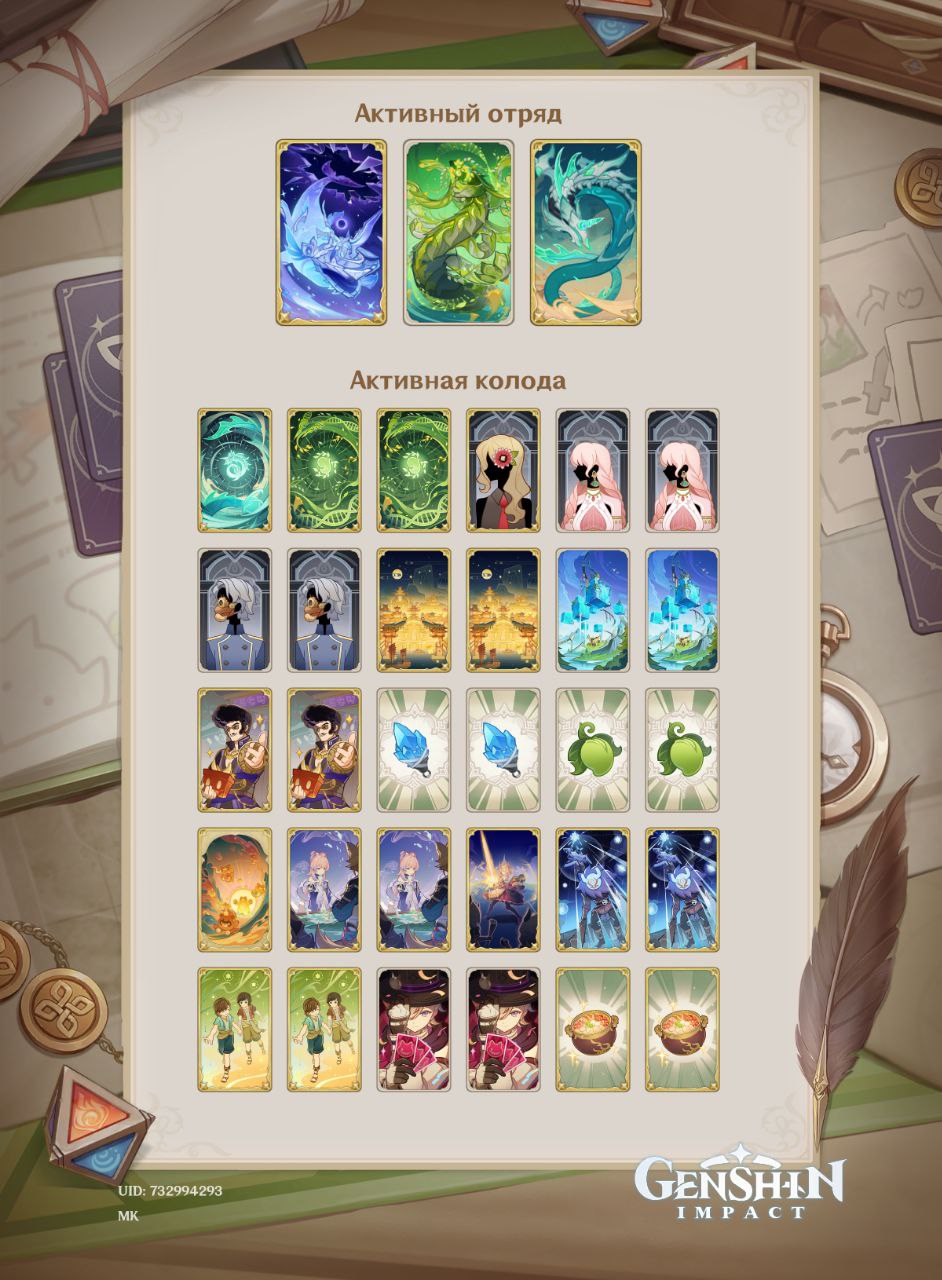 Активный отряд
Активная колода
UID: 732994293
MK
GENSHIN
IMPACT